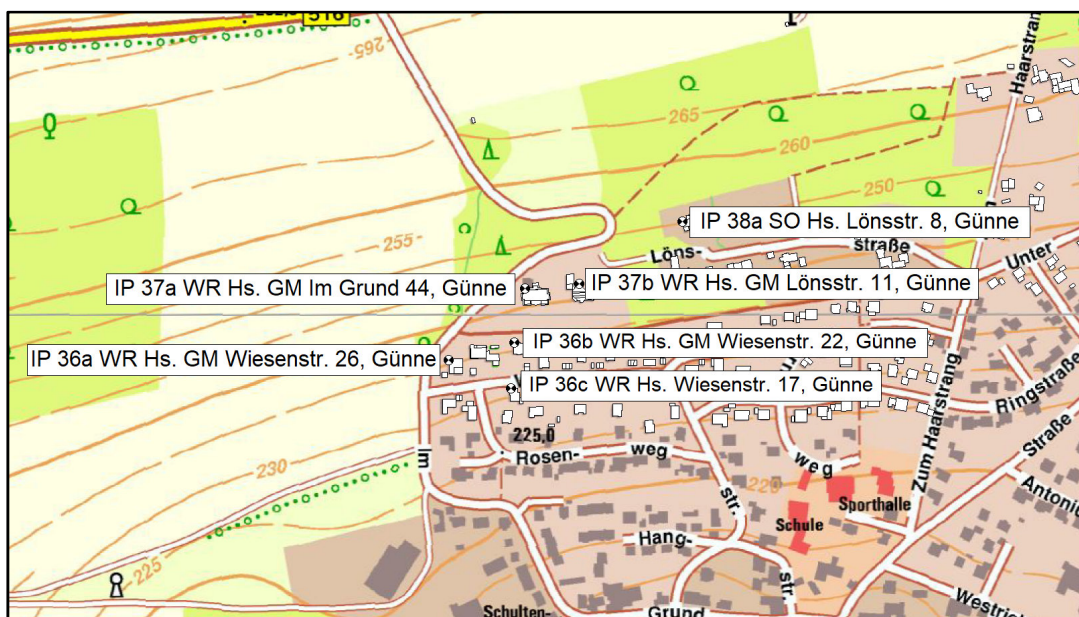 516
265
Haarstrang
265
260
250
255
IP 38a SO Hs. Lönsstr. 8, Günne
Löns-
straße
Unter
IP 37a WR Hs. GM Im Grund 44, Günne
IP 37b WR Hs. GM Lönsstr. 11, Günne
IP 36b WR Hs. GM Wiesenstr. 22, Günne
IP 36a WR Hs. GM Wiesenstr. 26, Günne
IP 36c WR Hs. Wiesenstr. 17, Günne
Ringstraße
225,0
Rosen-
weg
weg
Im
230
220
Zum Haarstrang
Straße
Sporthalle
Schule
str.
Hang-
str.
225
Schulten-
Grund